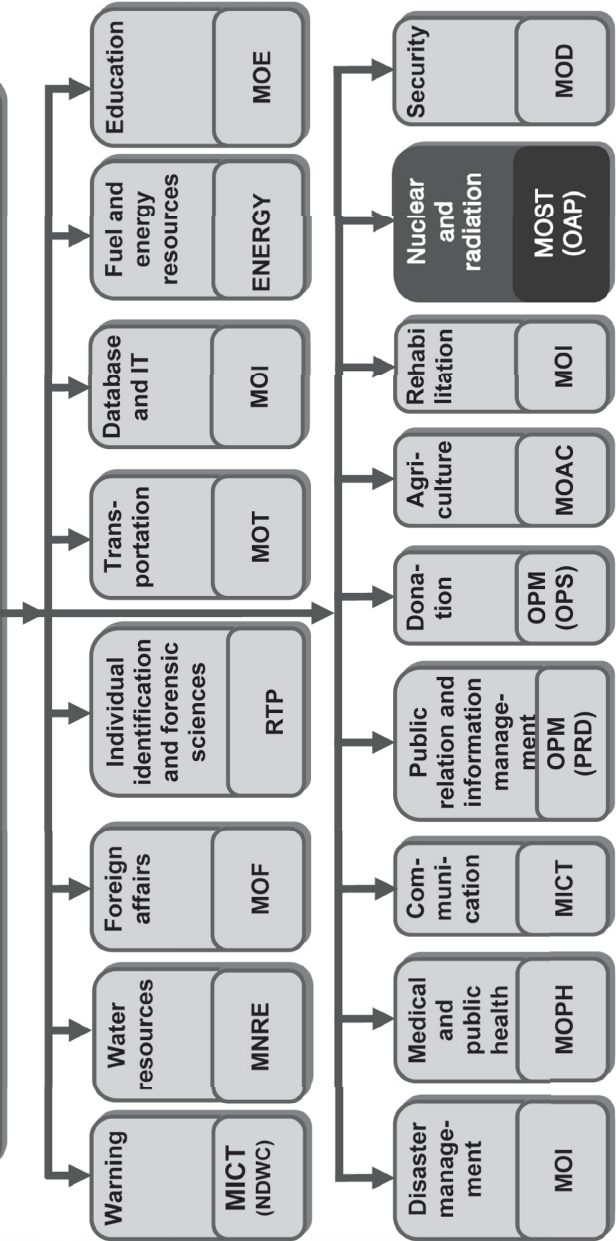 Warning
MICT
(NDWC)
Water
resources
MNRE
Foreign
affairs
MOF
Individual
identification
and forensic
sciences
RTP
Trans-
portation
MOT
Database
and IT
MOI
Fuel and
energy
resources
ENERGY
Education
MOE
Disaster
manage-
ment
MOI
Medical
and
public
health
MOPH
Com-
muni-
cation
MICT
Public
relation and
information
manage-
ment
OPM
(PRD)
Dona-
tion
OPM
(OPS)
Agri-
culture
MOAC
Rehabi
litation
MOI
Nuclear
and
radiation
MOST
(OAP)
Security
MOD